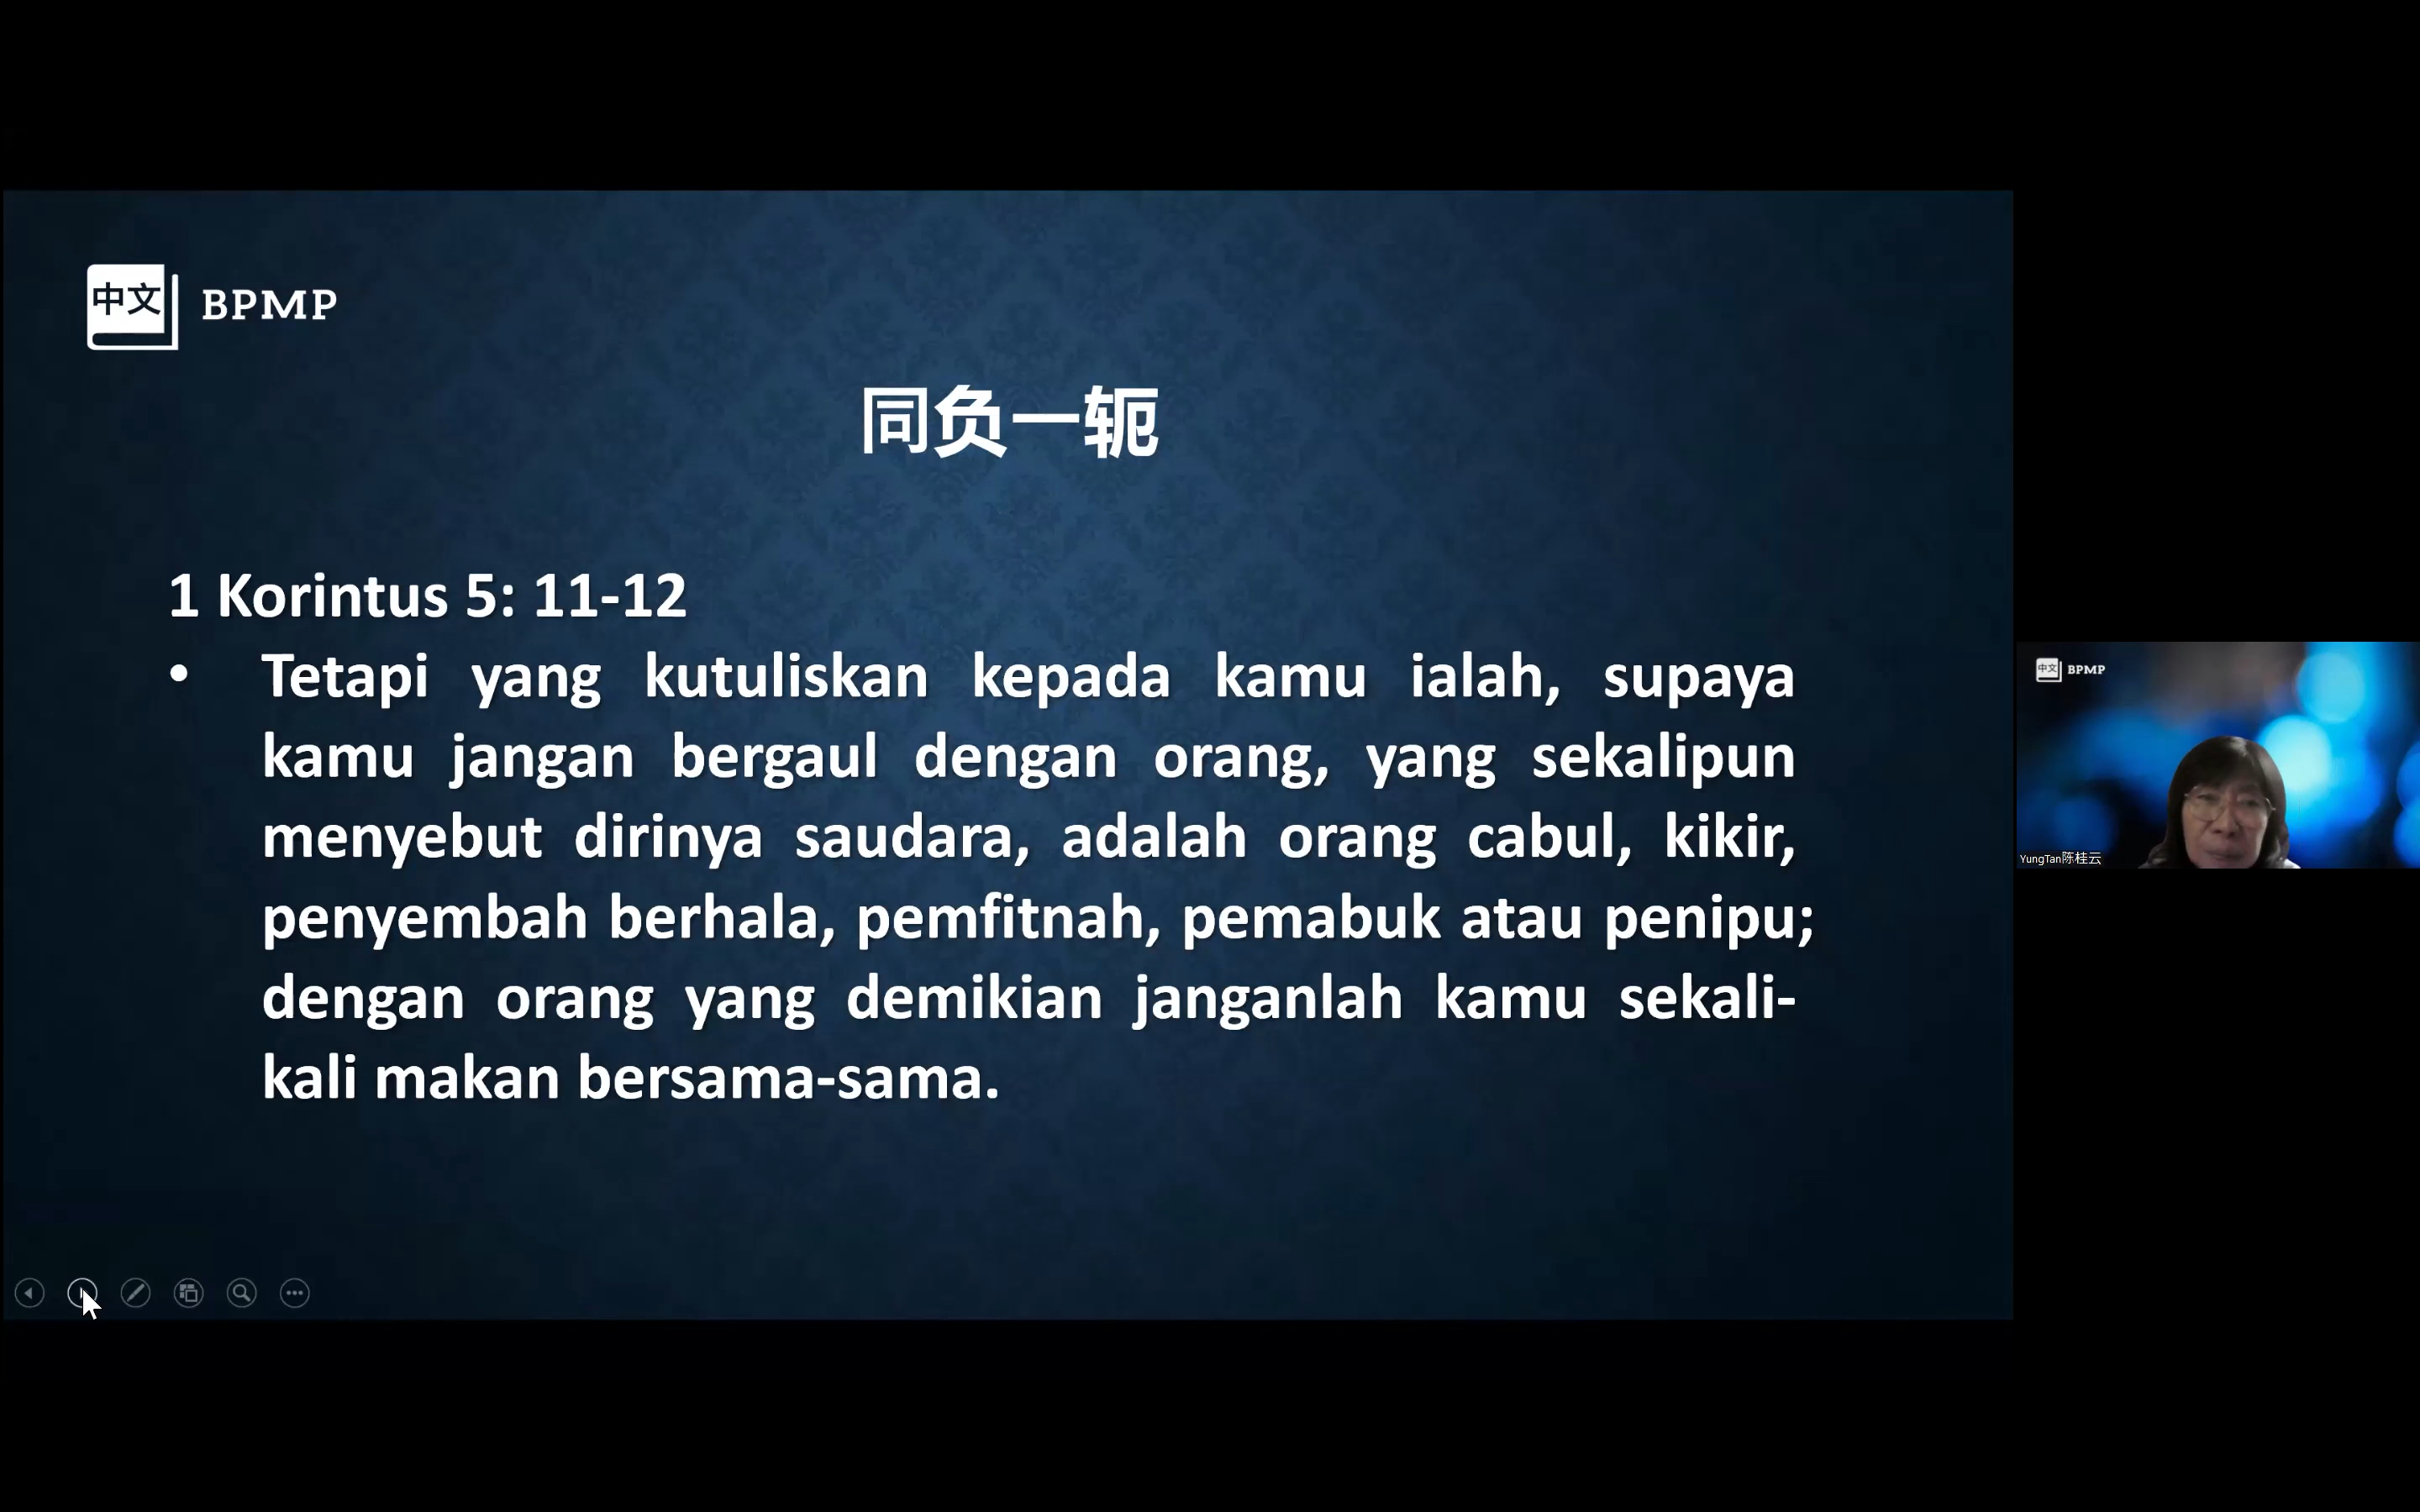 中文 BPMP
同负一轭
1 Korintus 5: 11-12
• Tetapi yang kutuliskan kepada kamu ialah, supaya
kamu jangan bergaul dengan orang, yang sekalipun
menyebut dirinya saudara, adalah orang cabul, kikir,
penyembah berhala, pemfitnah, pemabuk atau penipu;
dengan orang yang demikian janganlah kamu sekali-
kali makan bersama-sama.
中文 BPMP
YungTan陈桂云